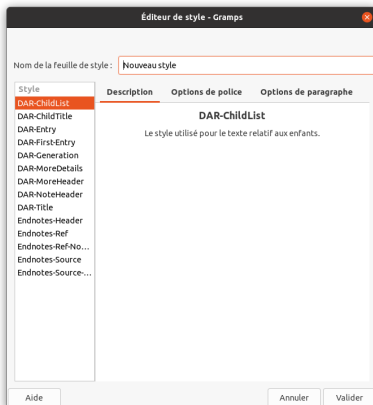 Éditeur de style - Gramps
Nom de la feuille de style : Nouveau style
Style
DAR-ChildList
DAR-ChildTitle
DAR-Entry
DAR-First-Entry
DAR-Generation
DAR-MoreDetails
DAR-MoreHeader
DAR-NoteHeader
DAR-Title
Endnotes-Header
Endnotes-Ref
Endnotes-Ref-No...
Endnotes-Source
Endnotes-Source-...
Description Options de police Options de paragraphe
DAR-ChildList
Le style utilisé pour le texte relatif aux enfants.
Aide Annuler Valider